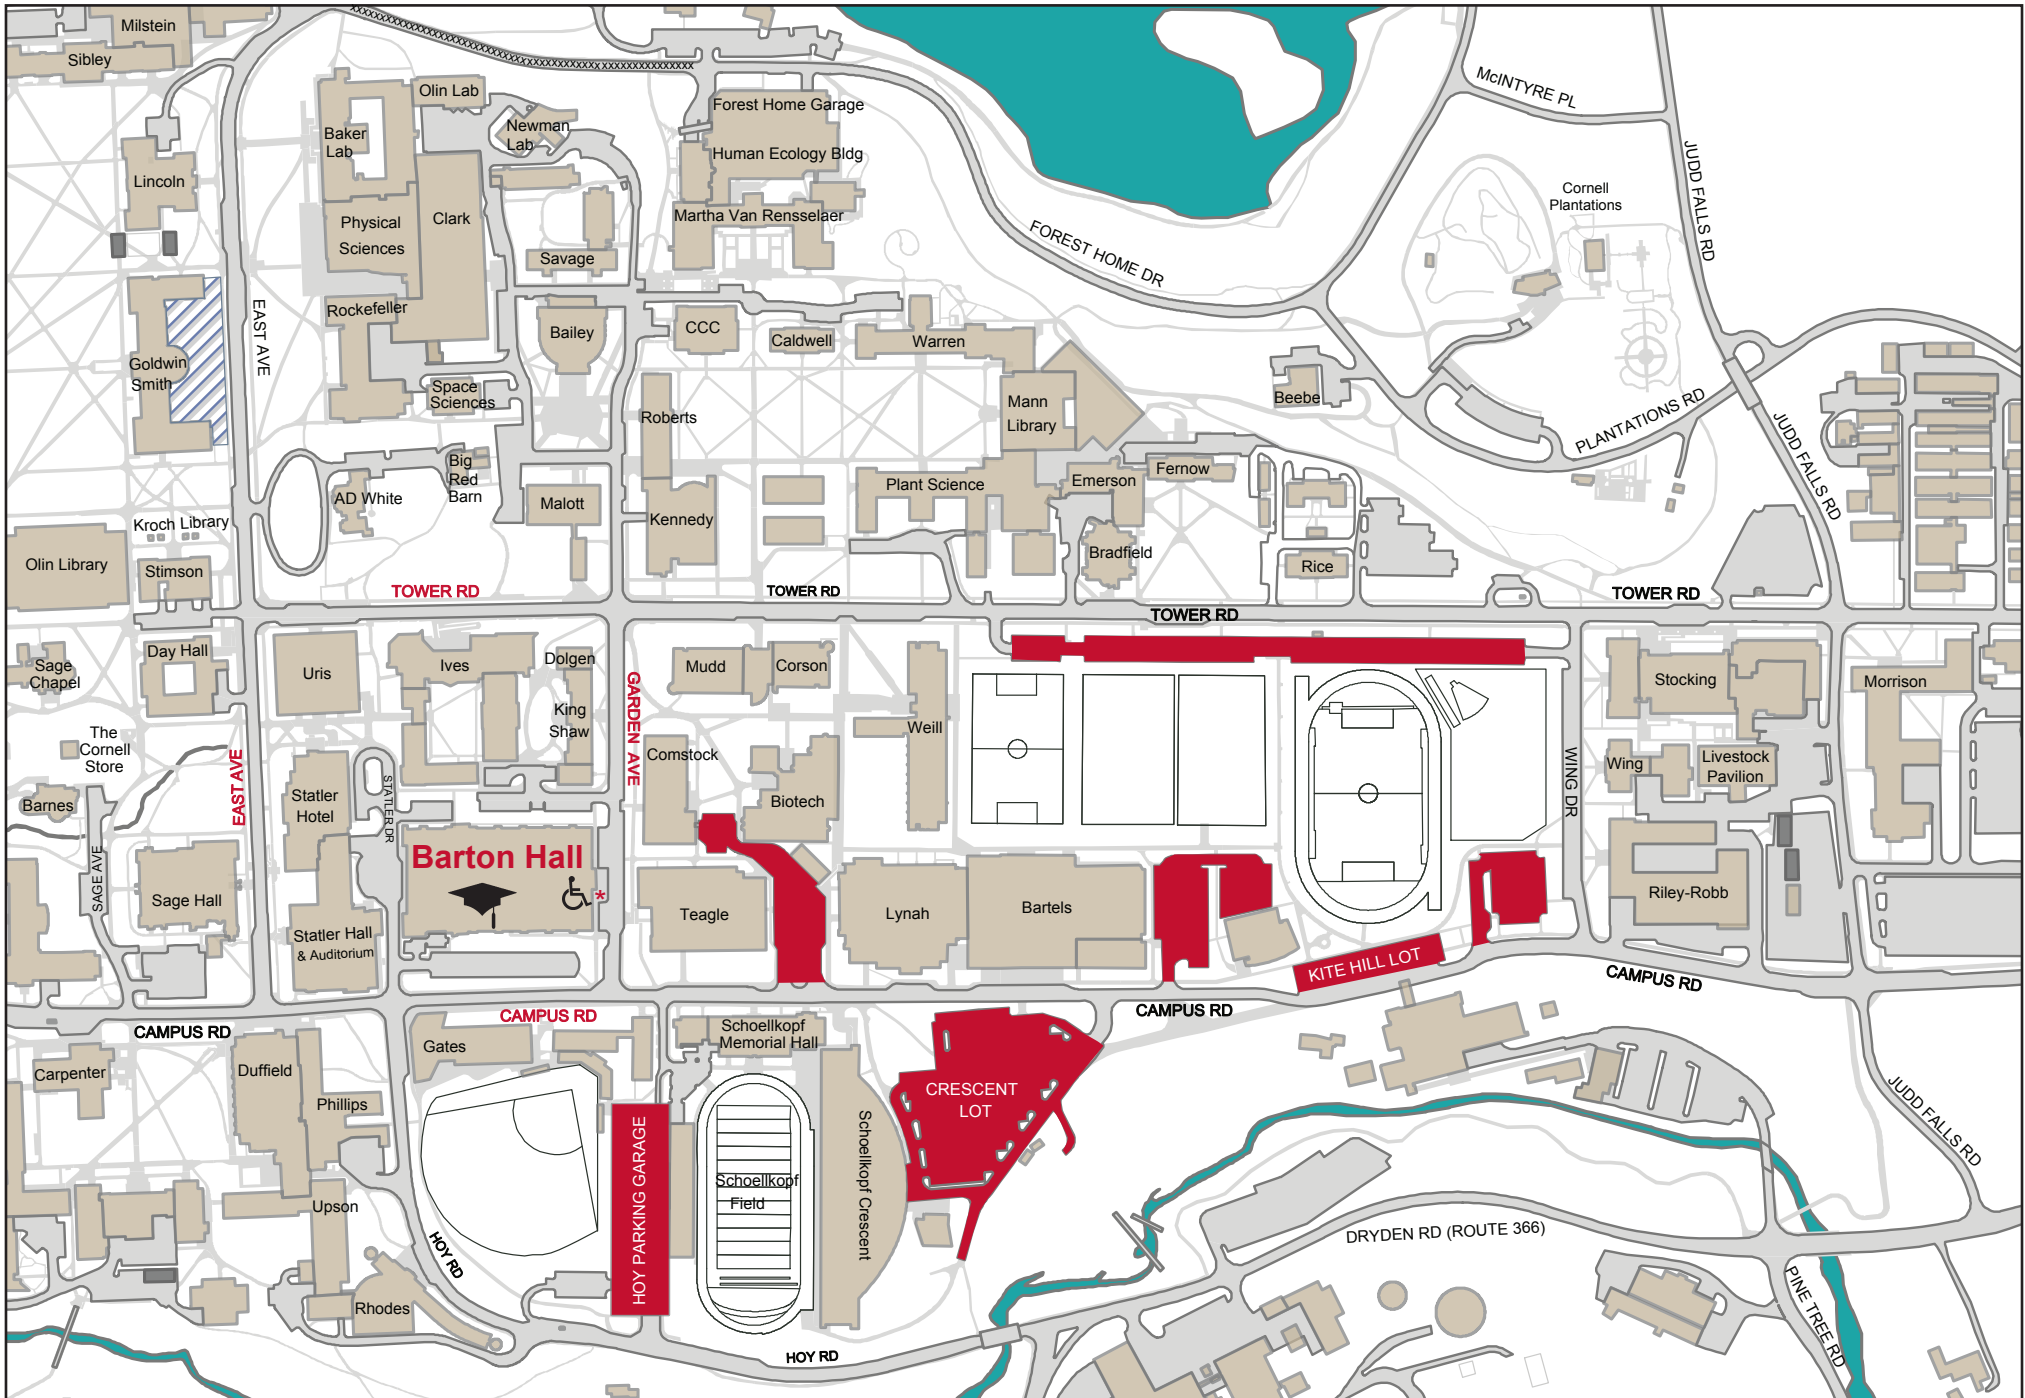 Milstein
Sibley
Olin Lab
Baker
Lab
Newman
Lab
Forest Home Garage
Human Ecology Bldg
McINTYRE PL
JUDD FALLS RD
Lincoln
Physical
Sciences
Clark
Martha Van Rensselaer
Savage
FOREST HOME DR
Cornell
Plantations
EAST AVE
Rockefeller
Bailey
CCC
Caldwell
Warren
Goldwin
Smith
Space
Sciences
Roberts
Mann
Library
Beebe
PLANTATIONS RD
JUDD FALLS RD
Big
Red
Barn
AD White
Malott
Kennedy
Plant Science
Emerson
Fernow
Kroch Library
Olin Library
Stimson
Bradfield
Rice
TOWER RD
TOWER RD
TOWER RD
TOWER RD
Day Hall
Sage
Chapel
Uris
Ives
Dolgen
King
Shaw
GARDEN AVE
Mudd
Corson
Weill
Stocking
Morrison
The
Cornell
Store
EAST AVE
Comstock
Biotech
WING DR
Wing
Livestock
Pavilion
Barnes
Statler
Hotel
STATLER DR
SAGE AVE
Barton Hall
*
Sage Hall
Statler Hall
& Auditorium
Teagle
Lynah
Bartels
Riley-Robb
KITE HILL LOT
CAMPUS RD
CAMPUS RD
CAMPUS RD
CAMPUS RD
Carpenter
Duffield
Gates
Schoellkopf
Memorial Hall
CRESCENT
LOT
Phillips
HOY PARKING GARAGE
Schoellkopf
Field
Schoellkopf Crescent
JUDD FALLS RD
Upson
HOY RD
DRYDEN RD (ROUTE 366)
PINE TREE RD
Rhodes
HOY RD